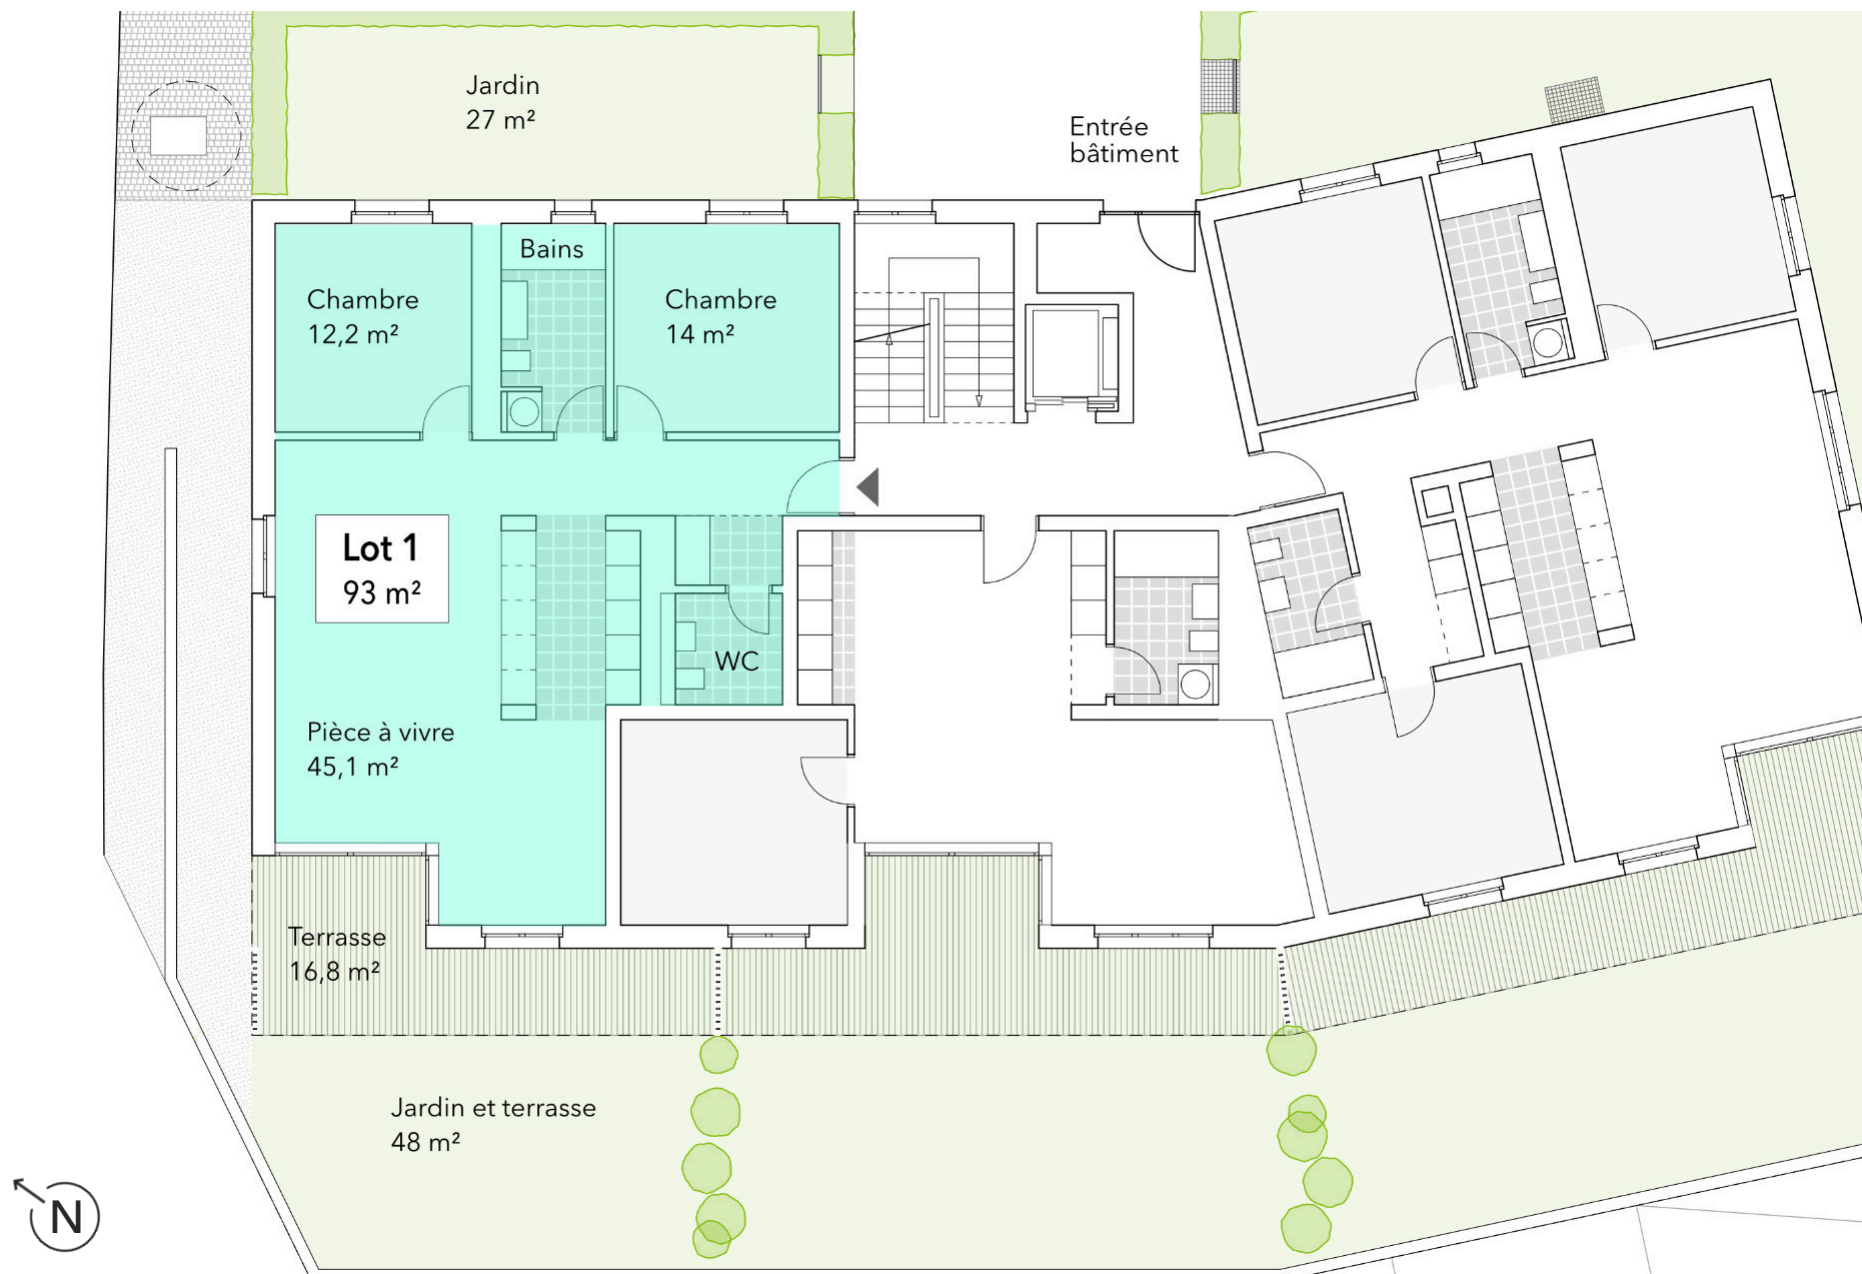 Jardin
27 m²
Entrée
bâtiment
Bains
Chambre
12,2 m²
Chambre
14 m²
Lot 1
93 m²
WC
Pièce à vivre
45,1 m²
Terrasse
16,8 m²
Jardin et terrasse
48 m²
N